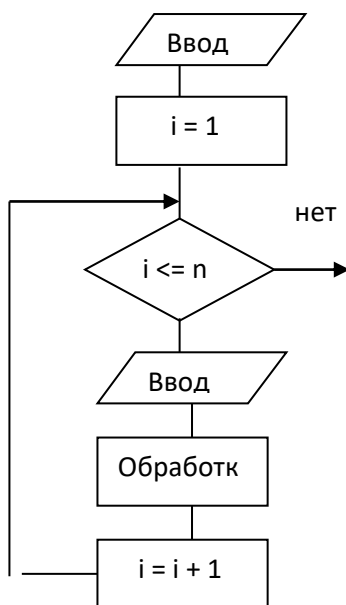 Ввод
i = 1
нет
i <= n
Ввод
Обработк
i = i + 1